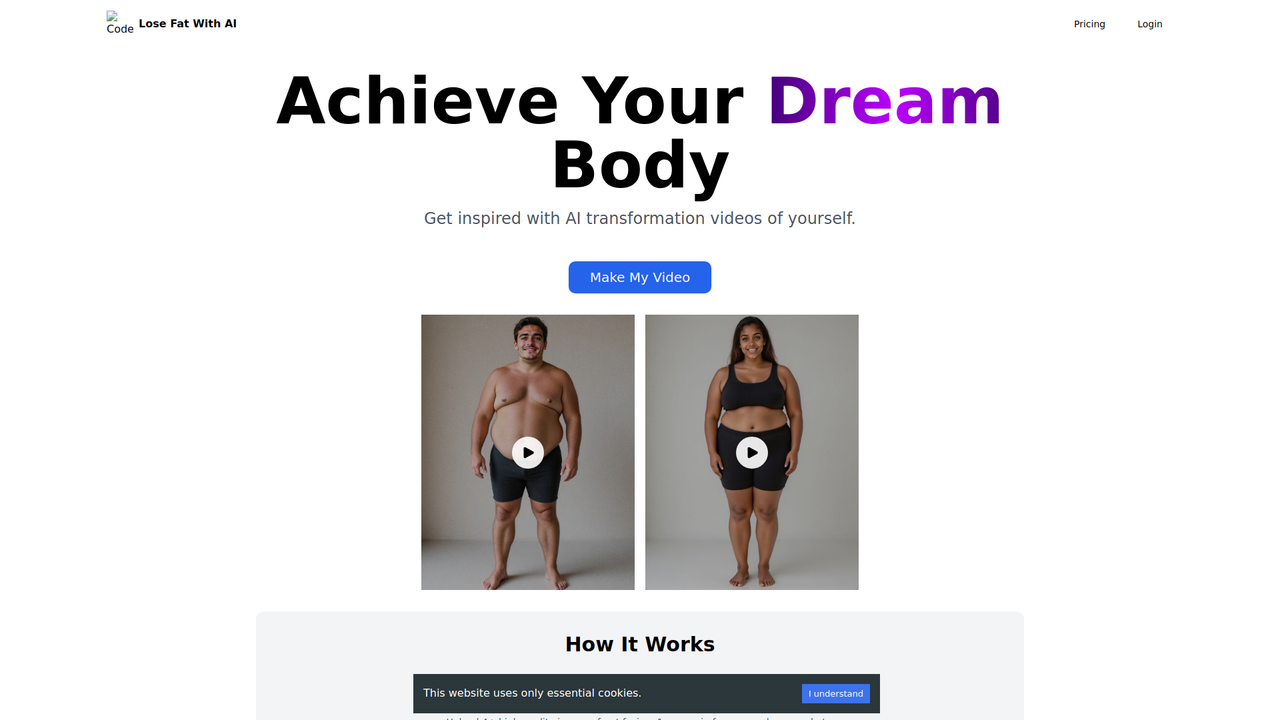 Code
Lose Fat With AI
Pricing
Login
Achieve Your Dream
Body
Get inspired with AI transformation videos of yourself.
Make My Video
How It Works
This website uses only essential cookies.
I understand